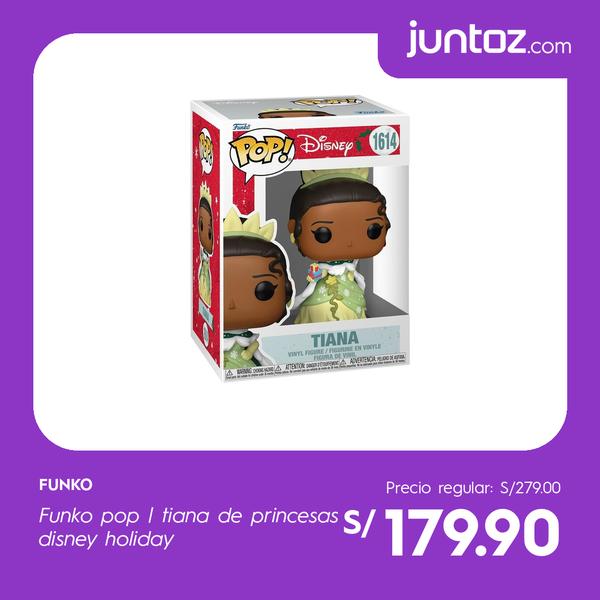 juntoz.com
Funko
POP!
Disney
1614
TIANA
VINYL FIGURE / FIGURINE EN VINYLE
FIGURA DE VINIL
FUNKO
Precio regular: S/279.00
Funko pop | tiana de princesas
disney holiday
S/179.90